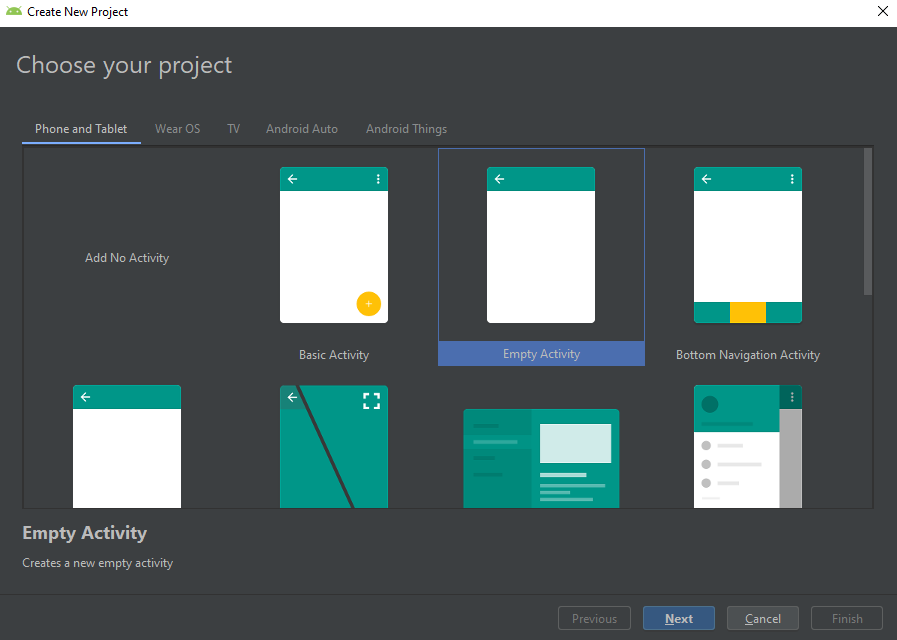 Create New Project
Choose your project
Phone and Tablet
Wear OS
TV
Android Auto
Android Things
Add No Activity
Basic Activity
Empty Activity
Bottom Navigation Activity
Empty Activity
Creates a new empty activity
Previous
Next
Cancel
Finish